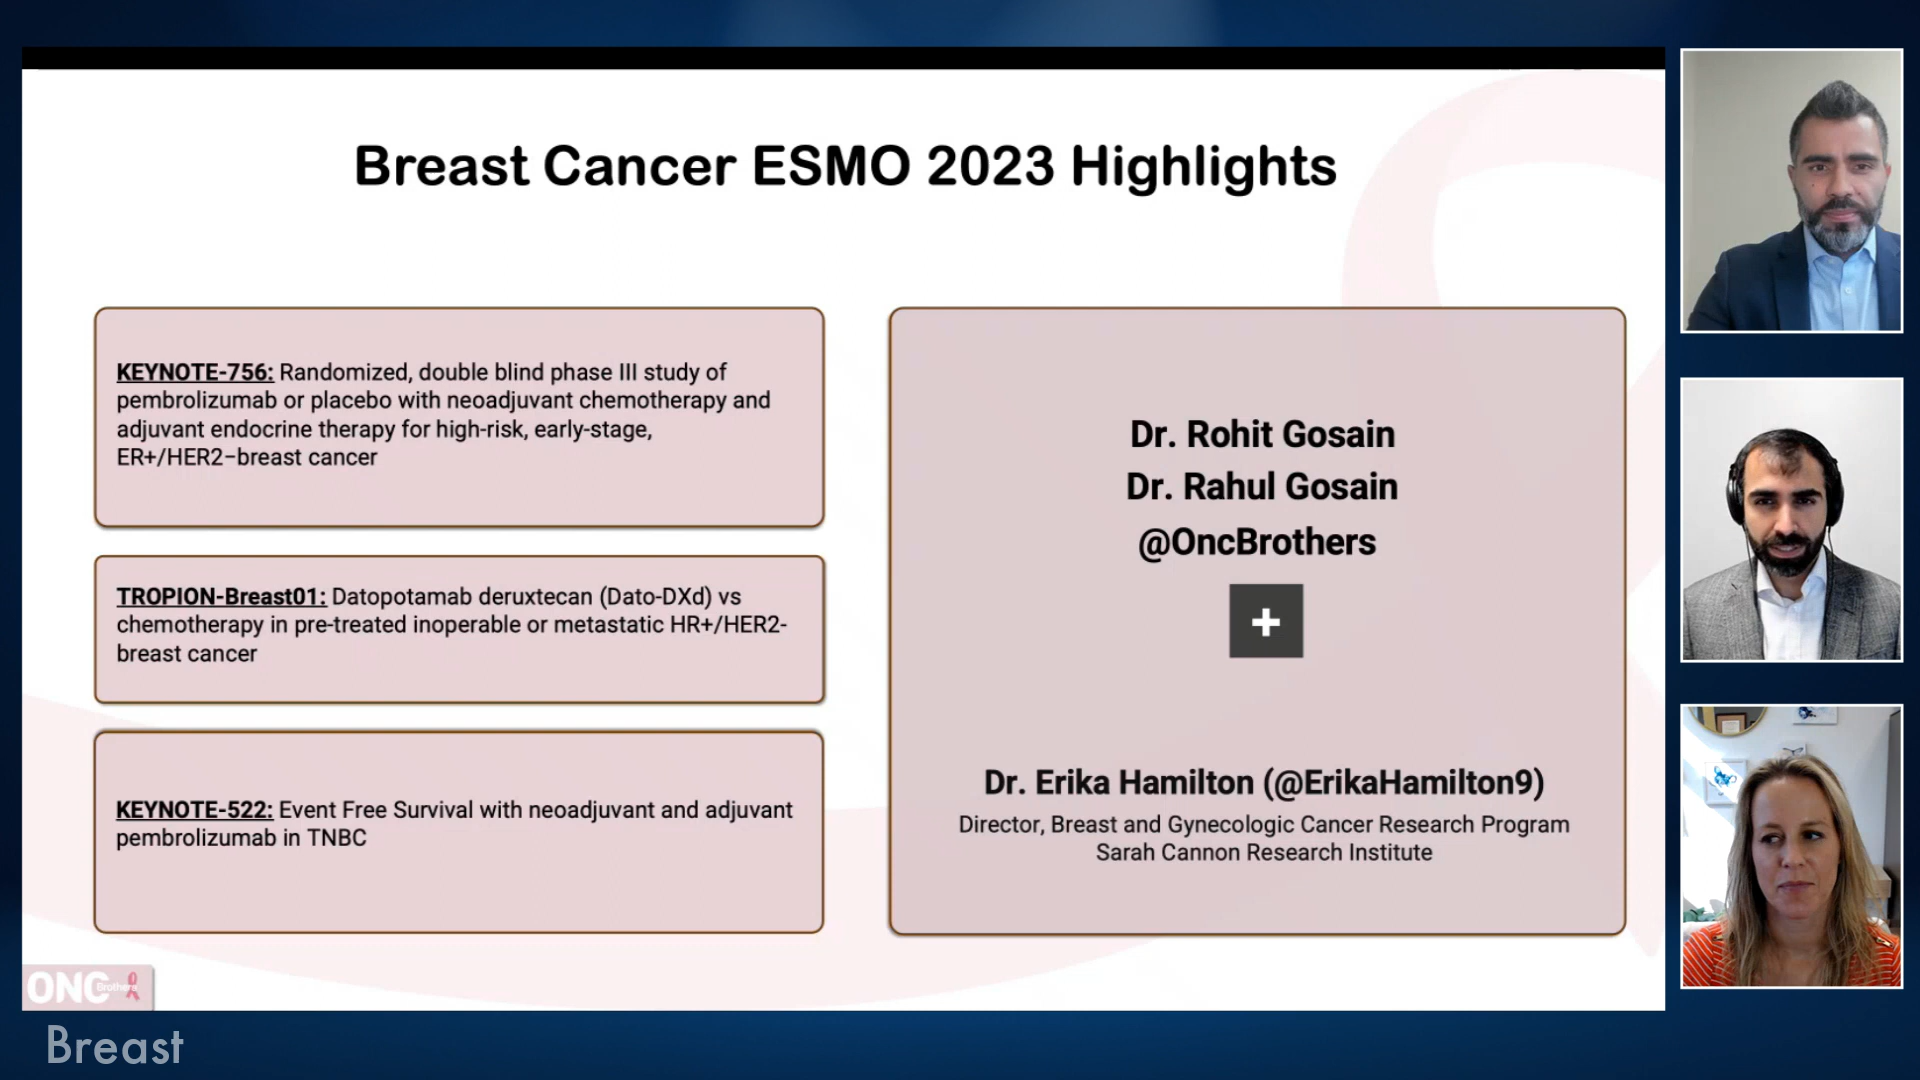 Breast Cancer ESMO 2023 Highlights
KEYNOTE-756: Randomized, double blind phase III study of
pembrolizumab or placebo with neoadjuvant chemotherapy and
adjuvant endocrine therapy for high-risk, early-stage,
ER+/HER2−breast cancer
TROPION-Breast01: Datopotamab deruxtecan (Dato-DXd) vs
chemotherapy in pre-treated inoperable or metastatic HR+/HER2-
breast cancer
KEYNOTE-522: Event Free Survival with neoadjuvant and adjuvant
pembrolizumab in TNBC
Dr. Rohit Gosain
Dr. Rahul Gosain
@OncBrothers
+
Dr. Erika Hamilton (@ErikaHamilton9)
Director, Breast and Gynecologic Cancer Research Program
Sarah Cannon Research Institute
ONC Brothers
Breast